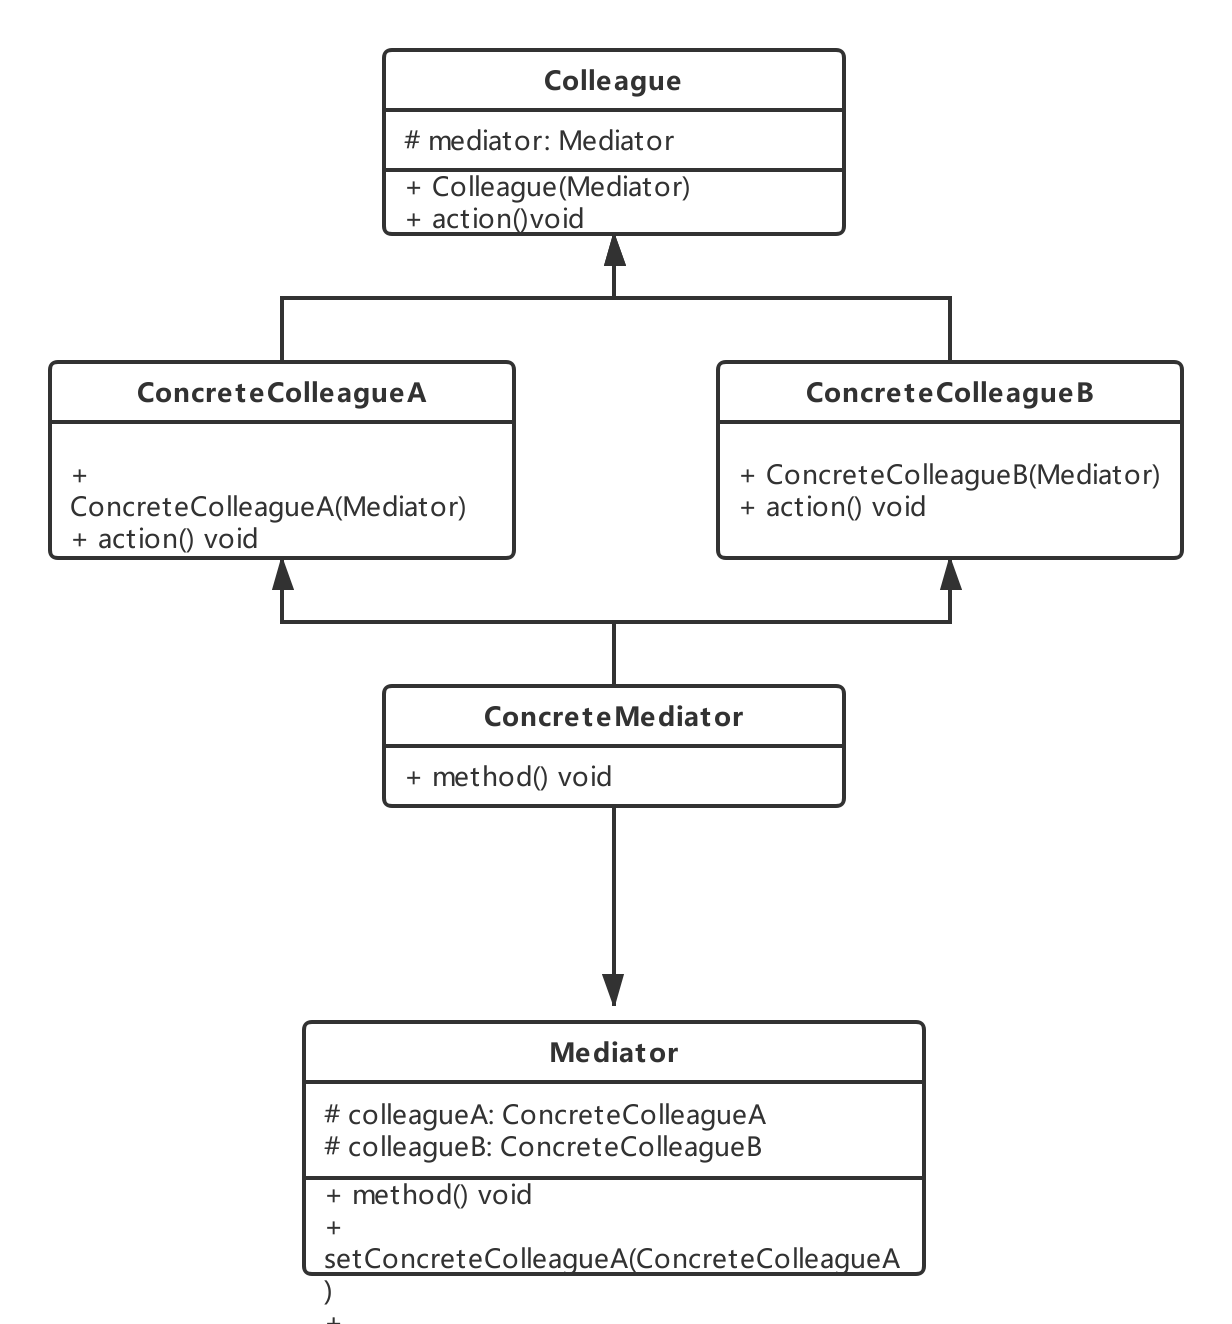 Colleague
# mediator: Mediator
+ Colleague(Mediator)
+ action()void
ConcreteColleagueA
+
ConcreteColleagueA(Mediator)
+ action() void
ConcreteColleagueB
+ ConcreteColleagueB(Mediator)
+ action() void
ConcreteMediator
+ method() void
Mediator
# colleagueA: ConcreteColleagueA
# colleagueB: ConcreteColleagueB
+ method() void
+
setConcreteColleagueA(ConcreteColleagueA
)
+